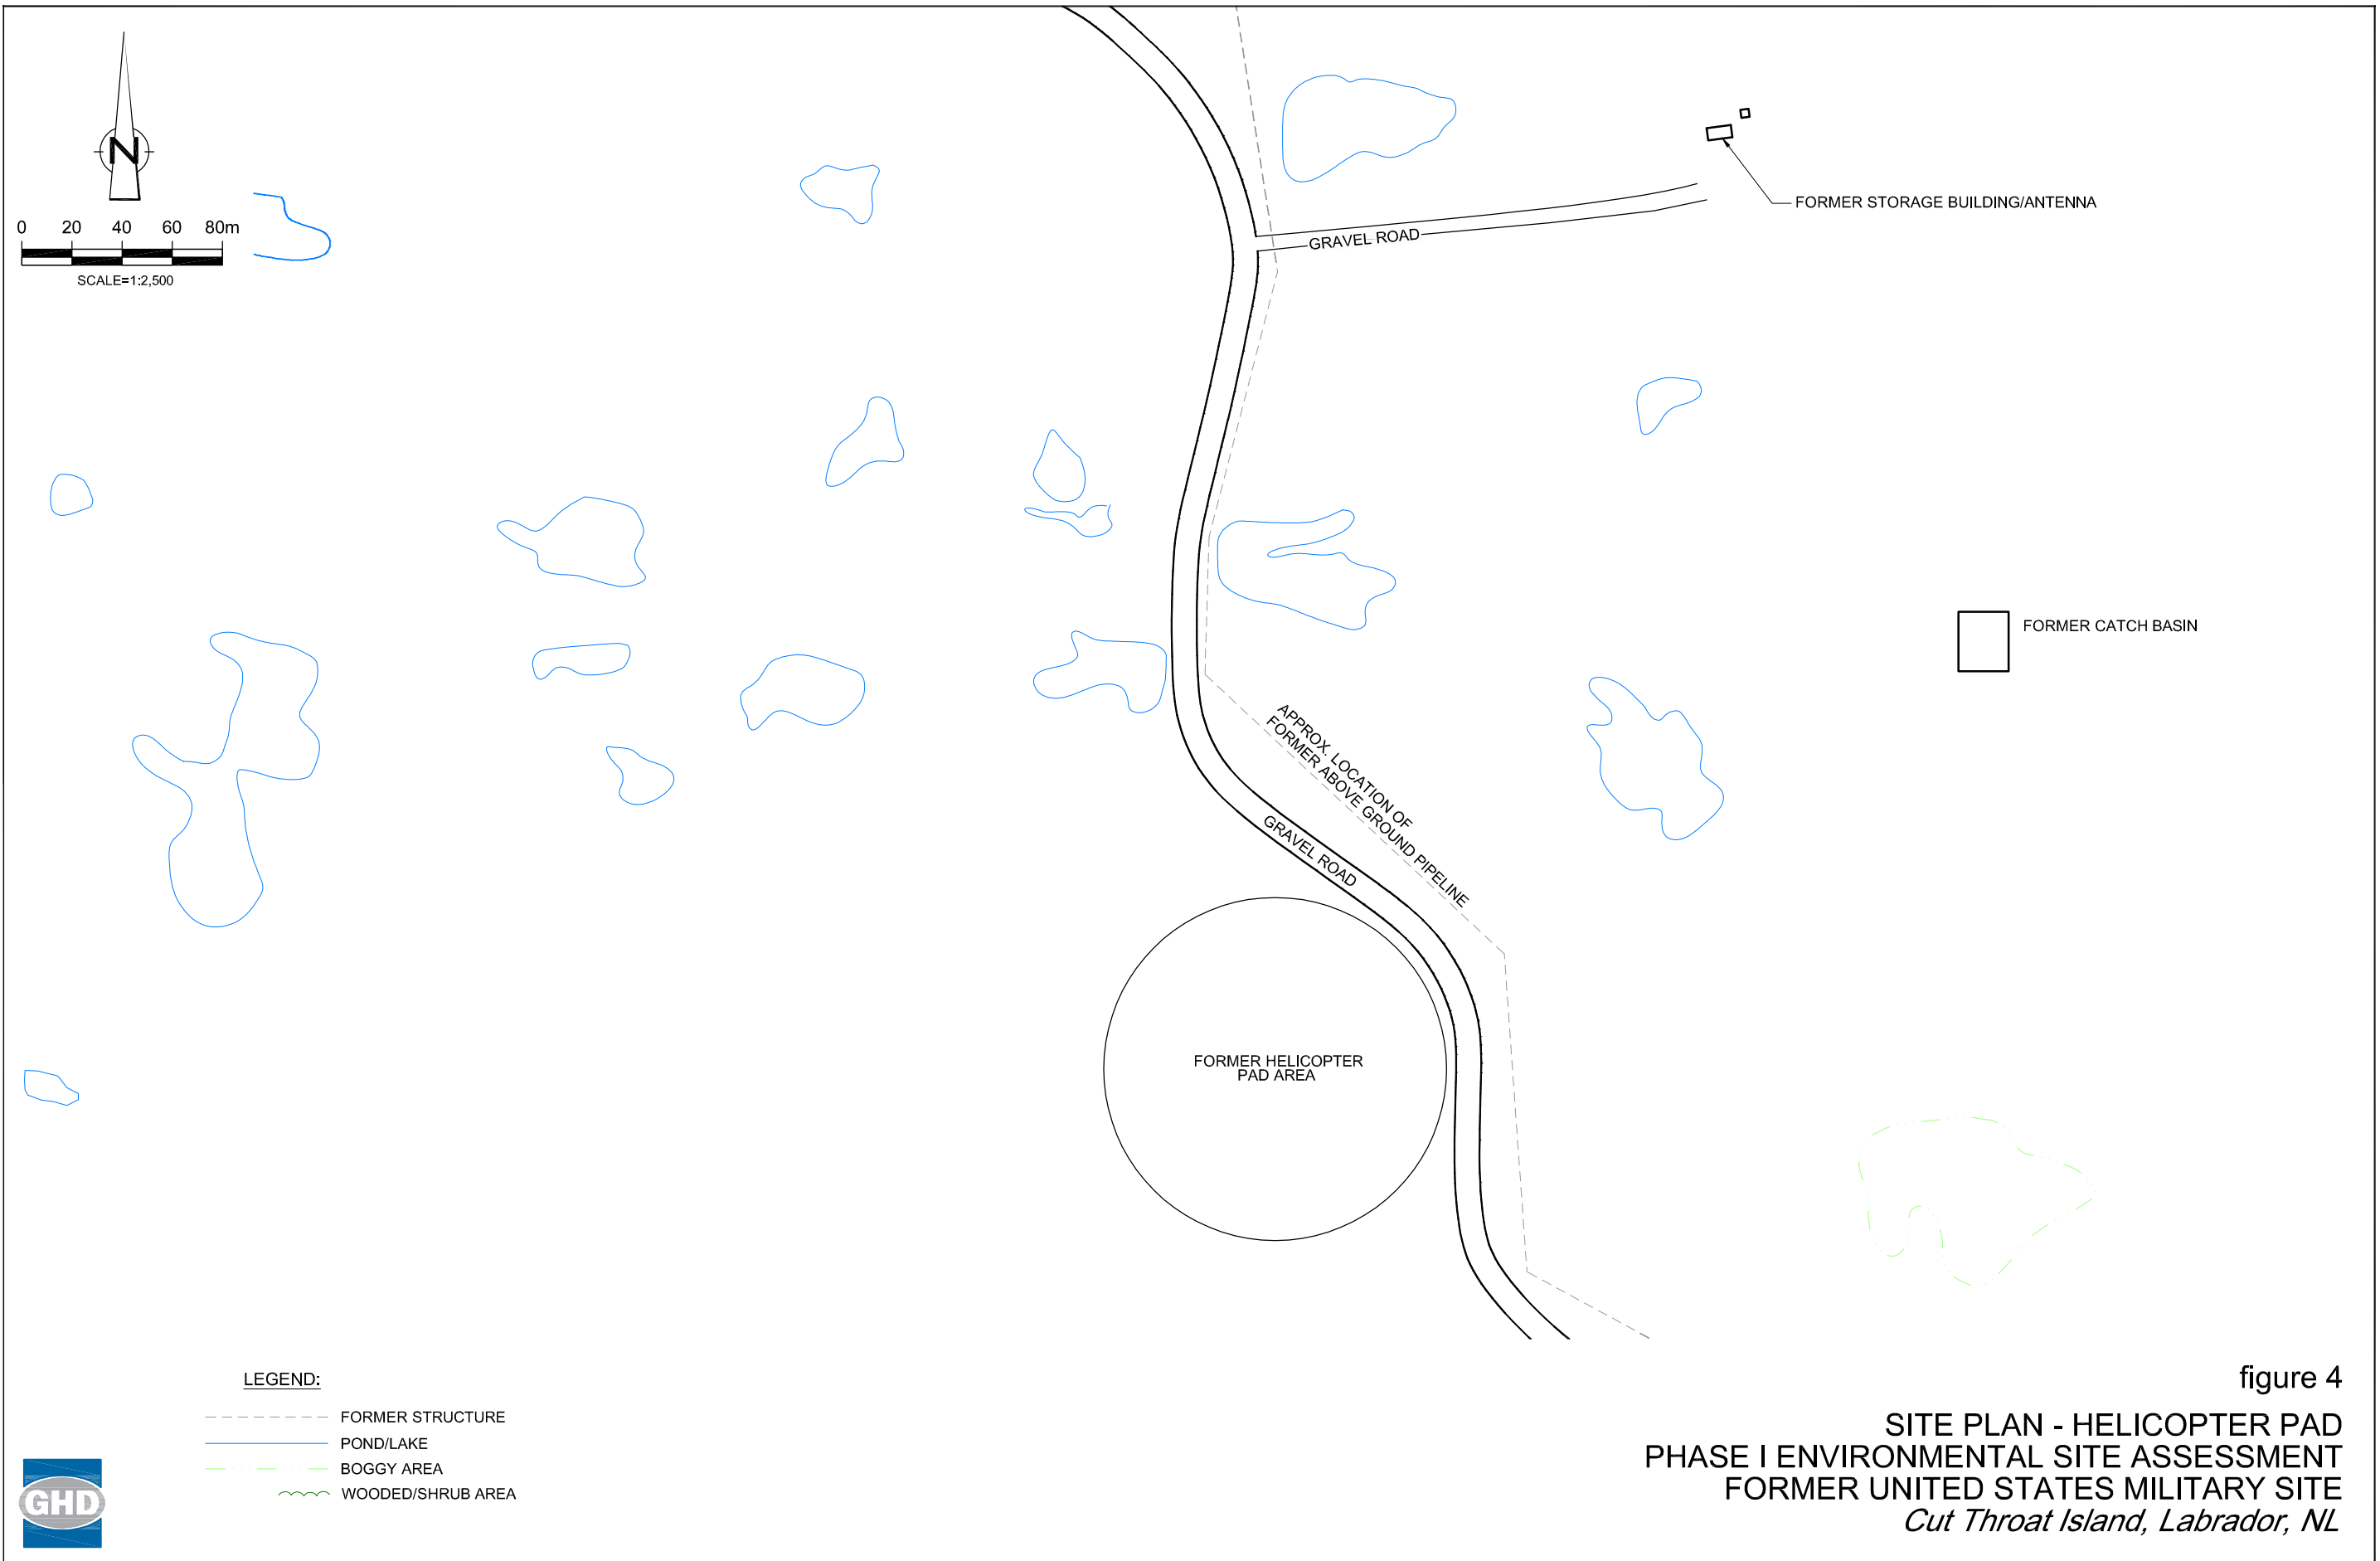 N
0 20 40 60 80m
SCALE=1:2,500
FORMER STORAGE BUILDING/ANTENNA
GRAVEL ROAD
FORMER CATCH BASIN
APPROX. LOCATION OF
FORMER ABOVE GROUND PIPELINE
GRAVEL ROAD
FORMER HELICOPTER
PAD AREA
LEGEND:
FORMER STRUCTURE
POND/LAKE
BOGGY AREA
WOODED/SHRUB AREA
GHD
figure 4
SITE PLAN - HELICOPTER PAD
PHASE I ENVIRONMENTAL SITE ASSESSMENT
FORMER UNITED STATES MILITARY SITE
Cut Throat Island, Labrador, NL